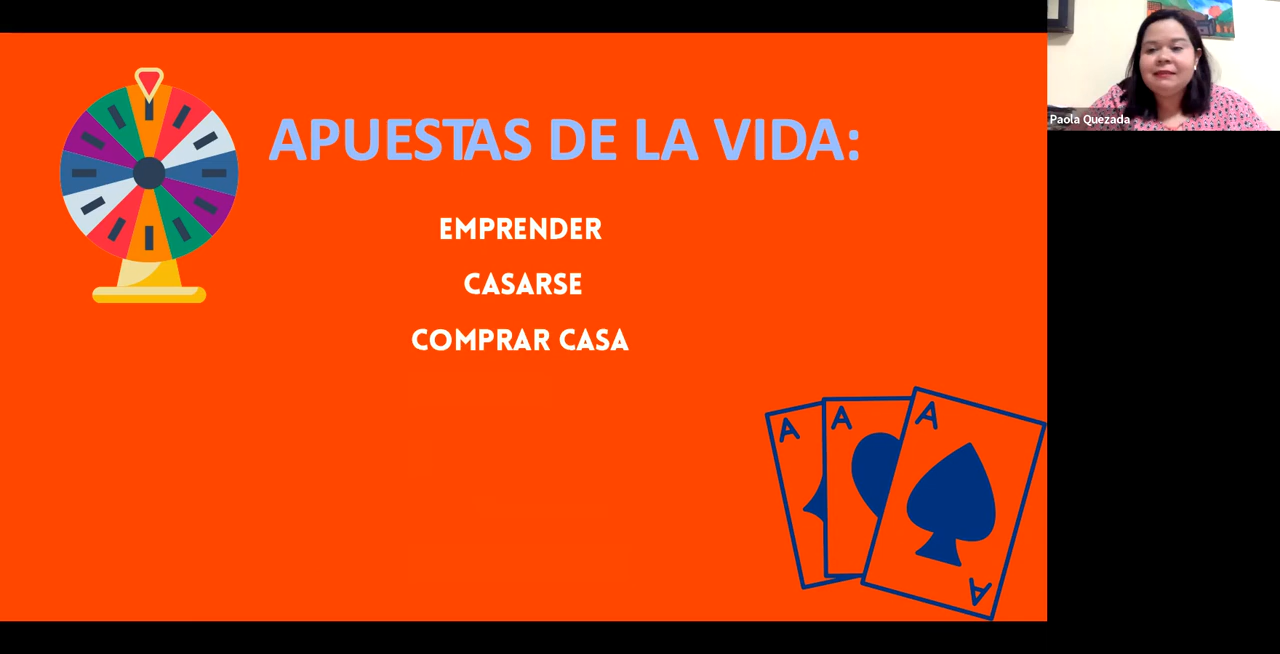 APUESTAS DE LA VIDA:
EMPRENDER
CASARSE
COMPRAR CASA
A
A
A
A
Paola Quezada